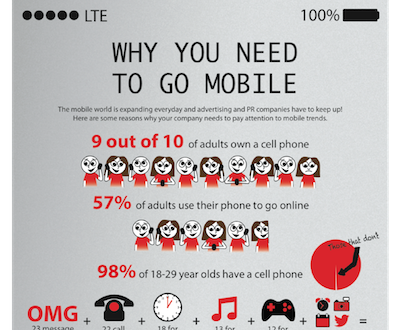 LTE 100%
WHY YOU NEED
TO GO MOBILE
The mobile world is expanding everyday and advertising and PR companies have to keep up!
Here are some reasons why your company needs to pay attention to mobile trends.
9 out of 10 of adults own a cell phone
57% of adults use their phone to go online
those that dont
98% of 18-29 year olds have a cell phone
OMG + + + + + =
23 message 22 call 18 for 13 for 12 for